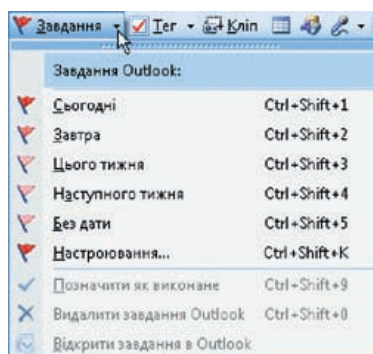 Завдання Тег Кліп
Завдання Outlook:
Сьогодні Ctrl+Shift+1
Завтра Ctrl+Shift+2
Цього тижня Ctrl+Shift+3
Наступного тижня Ctrl+Shift+4
Без дати Ctrl+Shift+5
Настроювання... Ctrl+Shift+K
Позначити як виконане Ctrl+Shift+9
Видалити завдання Outlook Ctrl+Shift+0
Відкрити завдання в Outlook